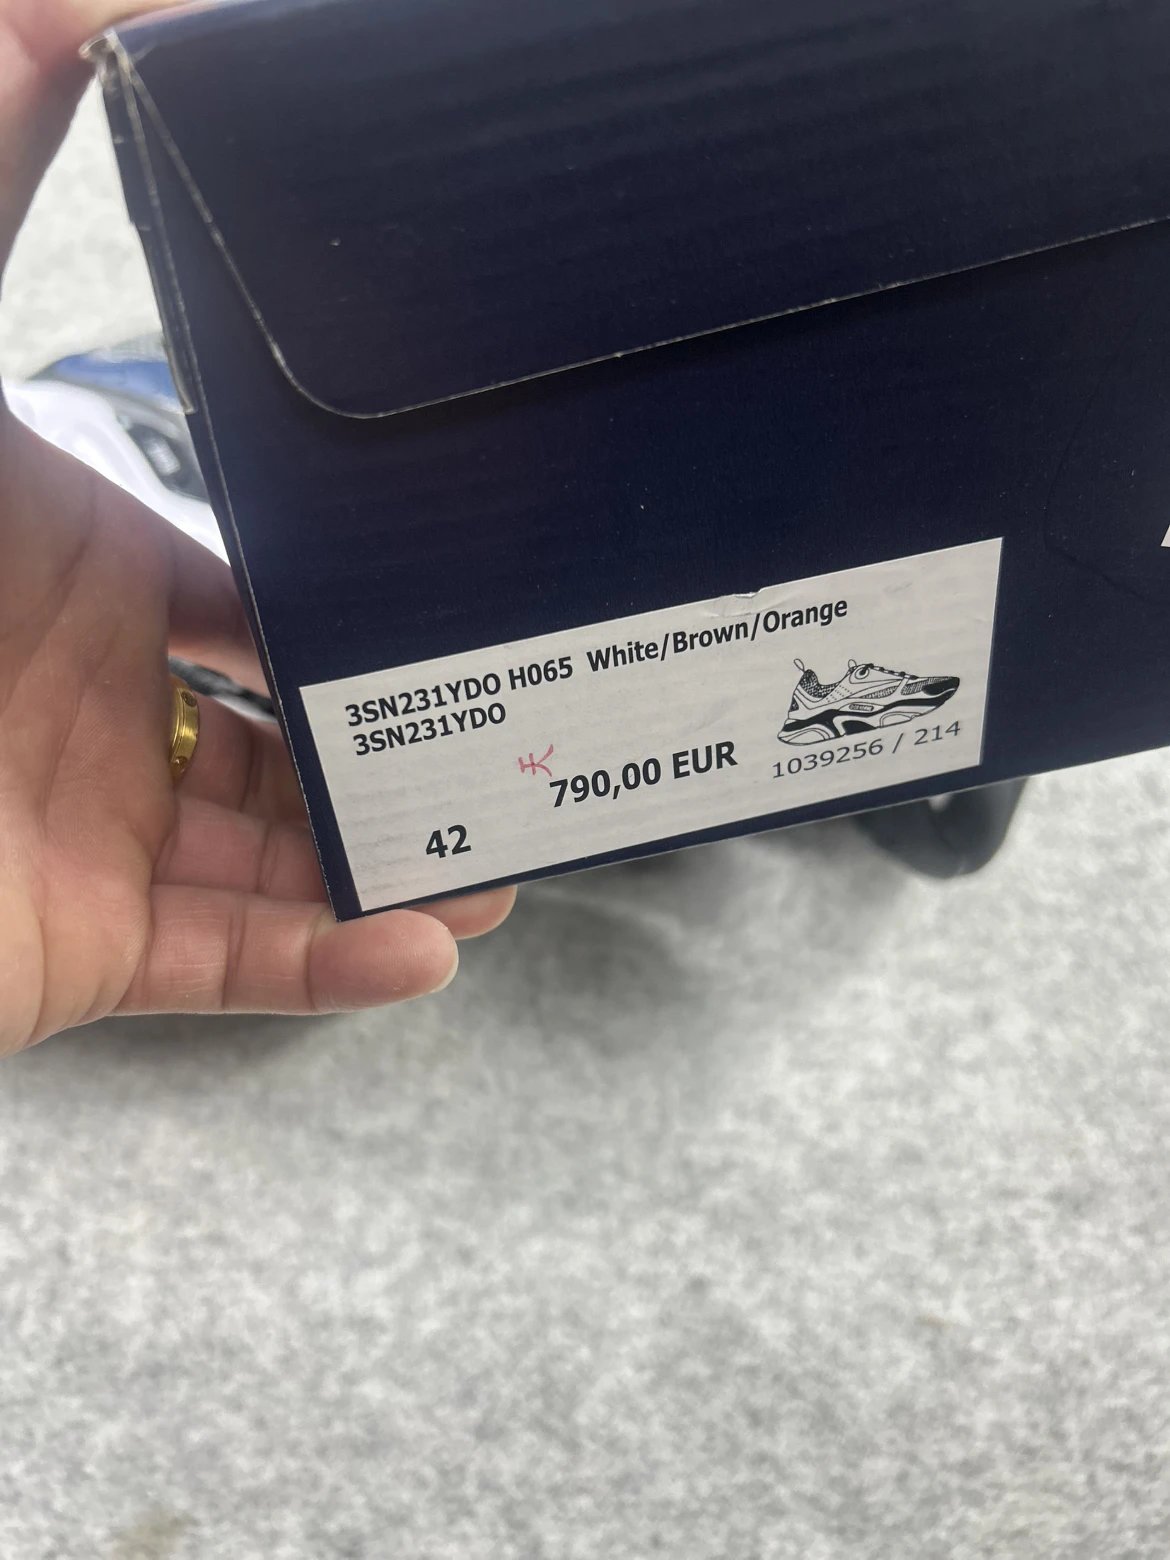 3SN231YDO H065 White/Brown/Orange
3SN231YDO
790,00 EUR
1039256 / 214
42